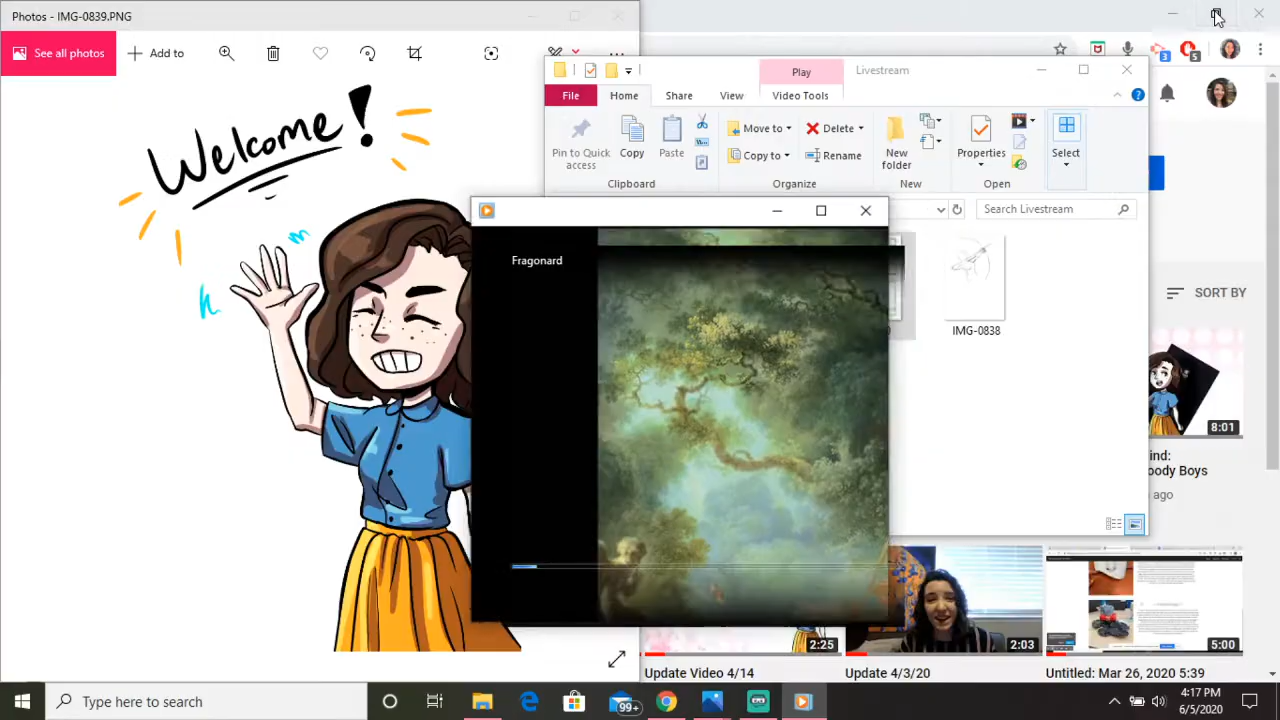 Photos - IMG-0839.PNG
See all photos
Add to
Welcome!
h
m
Play
Livestream
File
Home
Share
View
Video Tools
Pin to Quick
access
Copy
Paste
Move to
Copy to
Delete
Rename
New
folder
Properties
Select
Clipboard
Organize
New
Open
Search Livestream
Fragonard
IMG-0838
3
5
SORT BY
8:01
ind:
oody Boys
ago
2:25
2:03
5:00
Update Video 4/14
Update 4/3/20
Untitled: Mar 26, 2020 5:39
Type here to search
99+
4:17 PM
6/5/2020